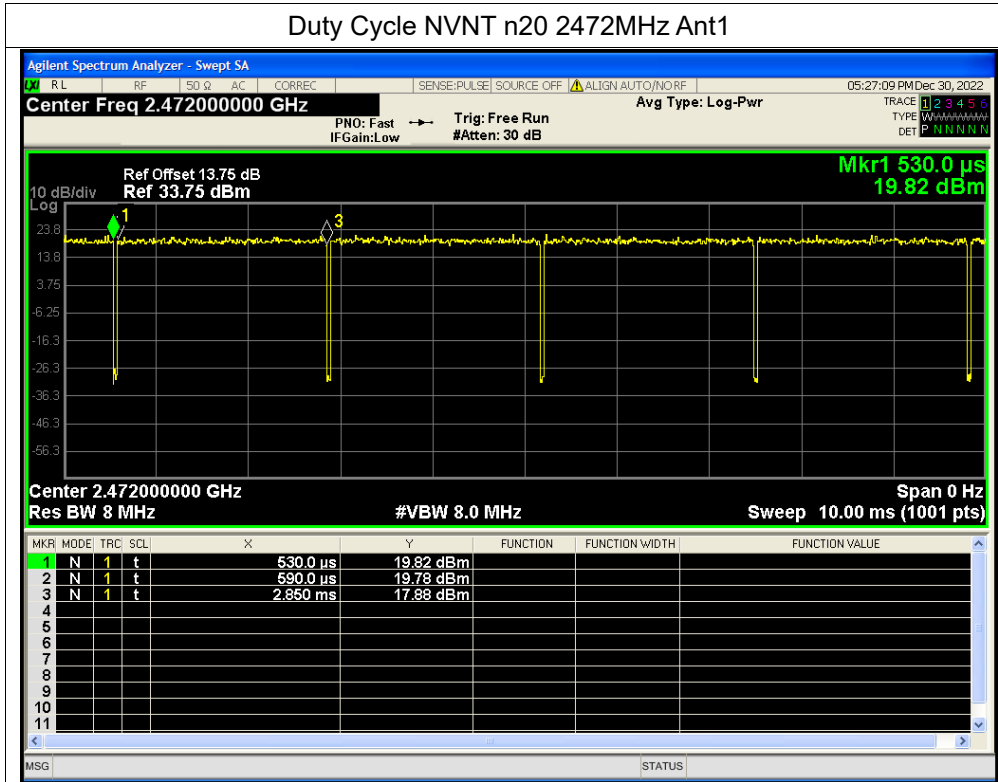 Duty Cycle NVNT n20 2472MHz Ant1
Agilent Spectrum Analyzer - Swept SA
LXI RL RF 50 Ω AC CORREC SENSE:PULSE SOURCE OFF ALIGN AUTO/NO RF 05:27:09 PM Dec 30, 2022
Center Freq 2.472000000 GHz Avg Type: Log-Pwr TRACE 1 2 3 4 5 6
PNO: Fast Trig: Free Run TYPE WWWWWW
IFGain:Low #Atten: 30 dB DET P N N N N N
Mkr1 530.0 µs
19.82 dBm
Ref Offset 13.75 dB
10 dB/div Ref 33.75 dBm
Log
1
3
23.8
13.8
3.75
-6.25
-16.3
-26.3
-36.3
-46.3
-56.3
Center 2.472000000 GHz Span 0 Hz
Res BW 8 MHz #VBW 8.0 MHz Sweep 10.00 ms (1001 pts)
MKR MODE TRC SCL X Y FUNCTION FUNCTION WIDTH FUNCTION VALUE
1 N 1 t 530.0 µs 19.82 dBm
2 N 1 t 590.0 µs 19.78 dBm
3 N 1 t 2.850 ms 17.88 dBm
4
5
6
7
8
9
10
11
MSG STATUS